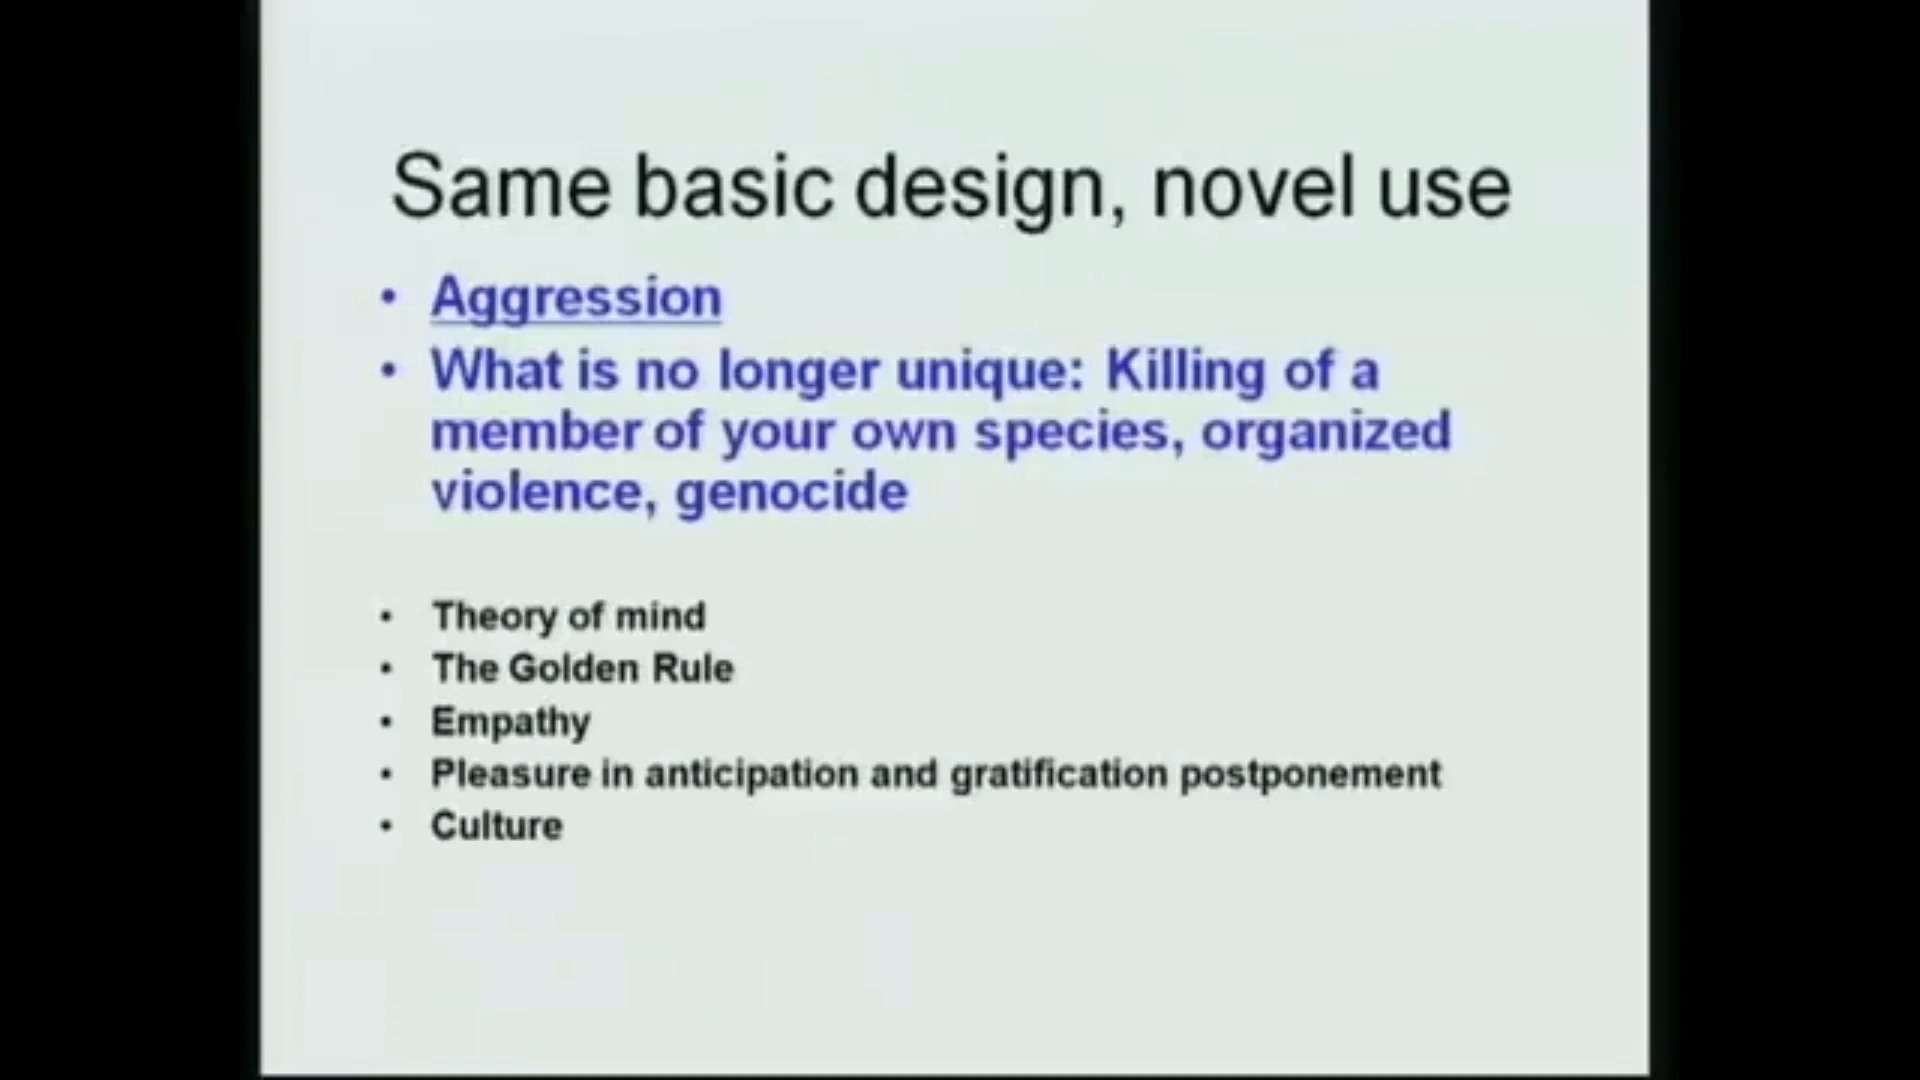 Same basic design, novel use
• Aggression
• What is no longer unique: Killing of a
member of your own species, organized
violence, genocide
• Theory of mind
• The Golden Rule
• Empathy
• Pleasure in anticipation and gratification postponement
• Culture